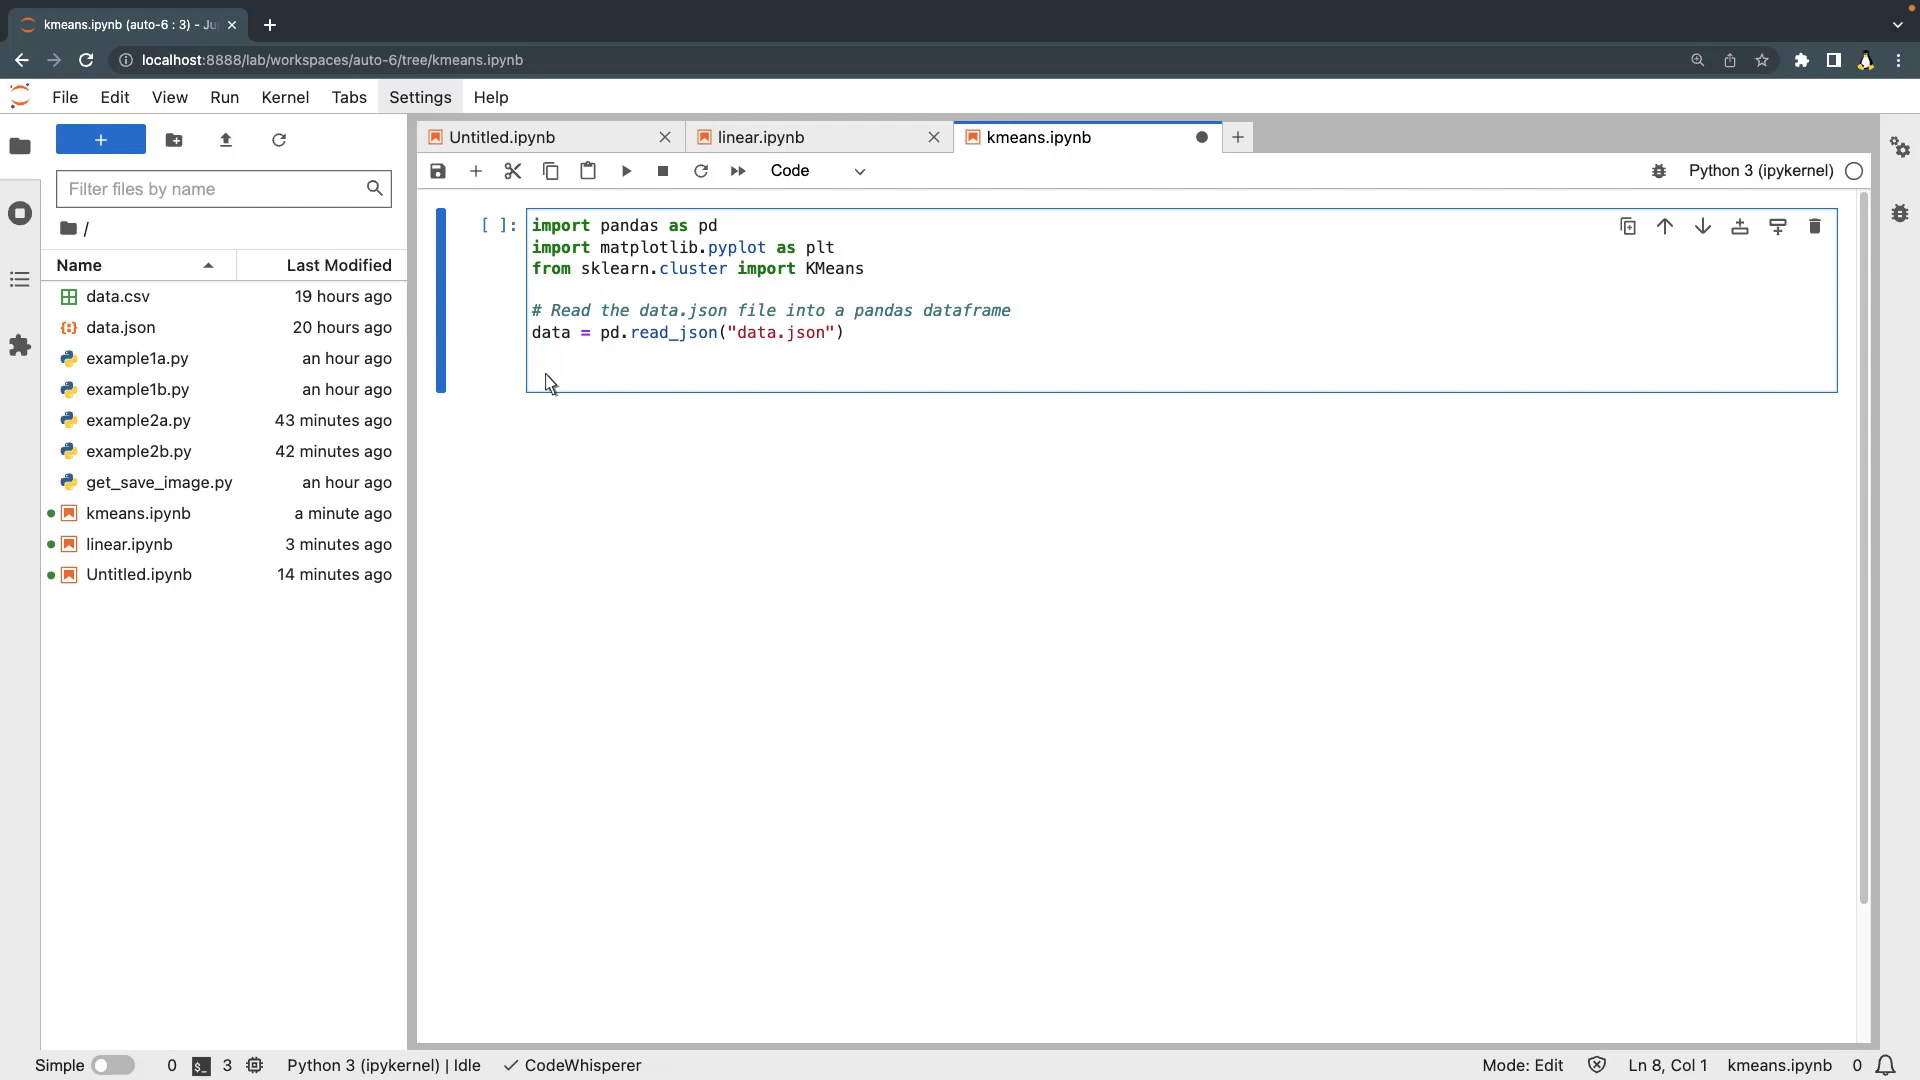 kmeans.ipynb (auto-6 : 3) - Ju
localhost:8888/lab/workspaces/auto-6/tree/kmeans.ipynb
File Edit View Run Kernel Tabs Settings Help
Filter files by name
/
Name Last Modified
data.csv 19 hours ago
data.json 20 hours ago
example1a.py an hour ago
example1b.py an hour ago
example2a.py 43 minutes ago
example2b.py 42 minutes ago
get_save_image.py an hour ago
kmeans.ipynb a minute ago
linear.ipynb 3 minutes ago
Untitled.ipynb 14 minutes ago
Untitled.ipynb linear.ipynb kmeans.ipynb
Code Python 3 (ipykernel)
[ ]: import pandas as pd
import matplotlib.pyplot as plt
from sklearn.cluster import KMeans
# Read the data.json file into a pandas dataframe
data = pd.read_json("data.json")
Simple 0 $_ 3 Python 3 (ipykernel) | Idle CodeWhisperer Mode: Edit Ln 8, Col 1 kmeans.ipynb 0